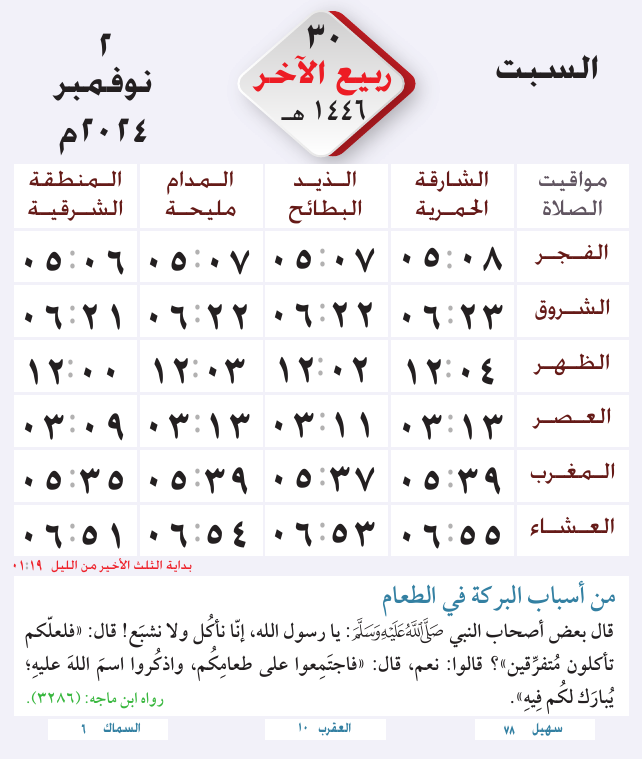 السبت
٣٠
ربيع الآخر
١٤٤٦ هـ
٢
نوفمبر
٢٠٢٤م
مواقيت الصلاة الشارقة الحمرية الذيد البطائح المدام مليحة المنطقة الشرقية
الفجر ٠٥:٠٨ ٠٥:٠٧ ٠٥:٠٧ ٠٥:٠٦
الشروق ٠٦:٢٣ ٠٦:٢٢ ٠٦:٢٢ ٠٦:٢١
الظهر ١٢:٠٤ ١٢:٠٢ ١٢:٠٣ ١٢:٠٠
العصر ٠٣:١٣ ٠٣:١١ ٠٣:١٣ ٠٣:٠٩
المغرب ٠٥:٣٩ ٠٥:٣٧ ٠٥:٣٩ ٠٥:٣٥
العشاء ٠٦:٥٥ ٠٦:٥٣ ٠٦:٥٤ ٠٦:٥١
بداية الثلث الأخير من الليل ٠١:١٩
من أسباب البركة في الطعام
قال بعض أصحاب النبي صَلَّى اللَّهُ عَلَيْهِ وَسَلَّمَ: يا رسول الله، إنّا نأكُل ولا نشبَع! قال: «فلعلّكم
تأكلون مُتفرِّقين»؟ قالوا: نعم، قال: «فاجتَمِعوا على طعامِكُم، واذكُروا اسمَ اللهَ عليهِ؛
يُبارَك لكُم فِيهِ». رواه ابن ماجه: (٣٢٨٦).
سهيل ٧٨ العقرب ١٠ السماك ٦